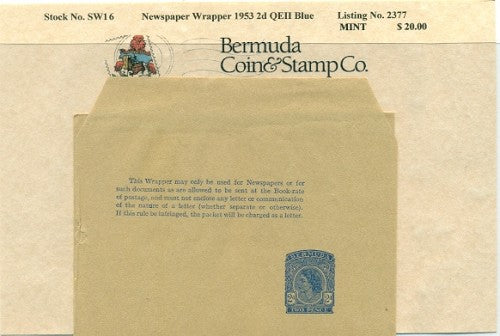 Stock No. SW16 Newspaper Wrapper 1953 2d QEII Blue Listing No. 2377
MINT $ 20.00
Bermuda
Coin&Stamp Co.
This Wrapper may only be used for Newspapers or for
such documents as are allowed to be sent at the Book-rate
of postage, and must not enclose any letter or communication
of the nature of a letter (whether separate or otherwise).
If this rule be infringed, the packet will be charged as a letter.
BERMUDA
2D 2D
TWO PENCE